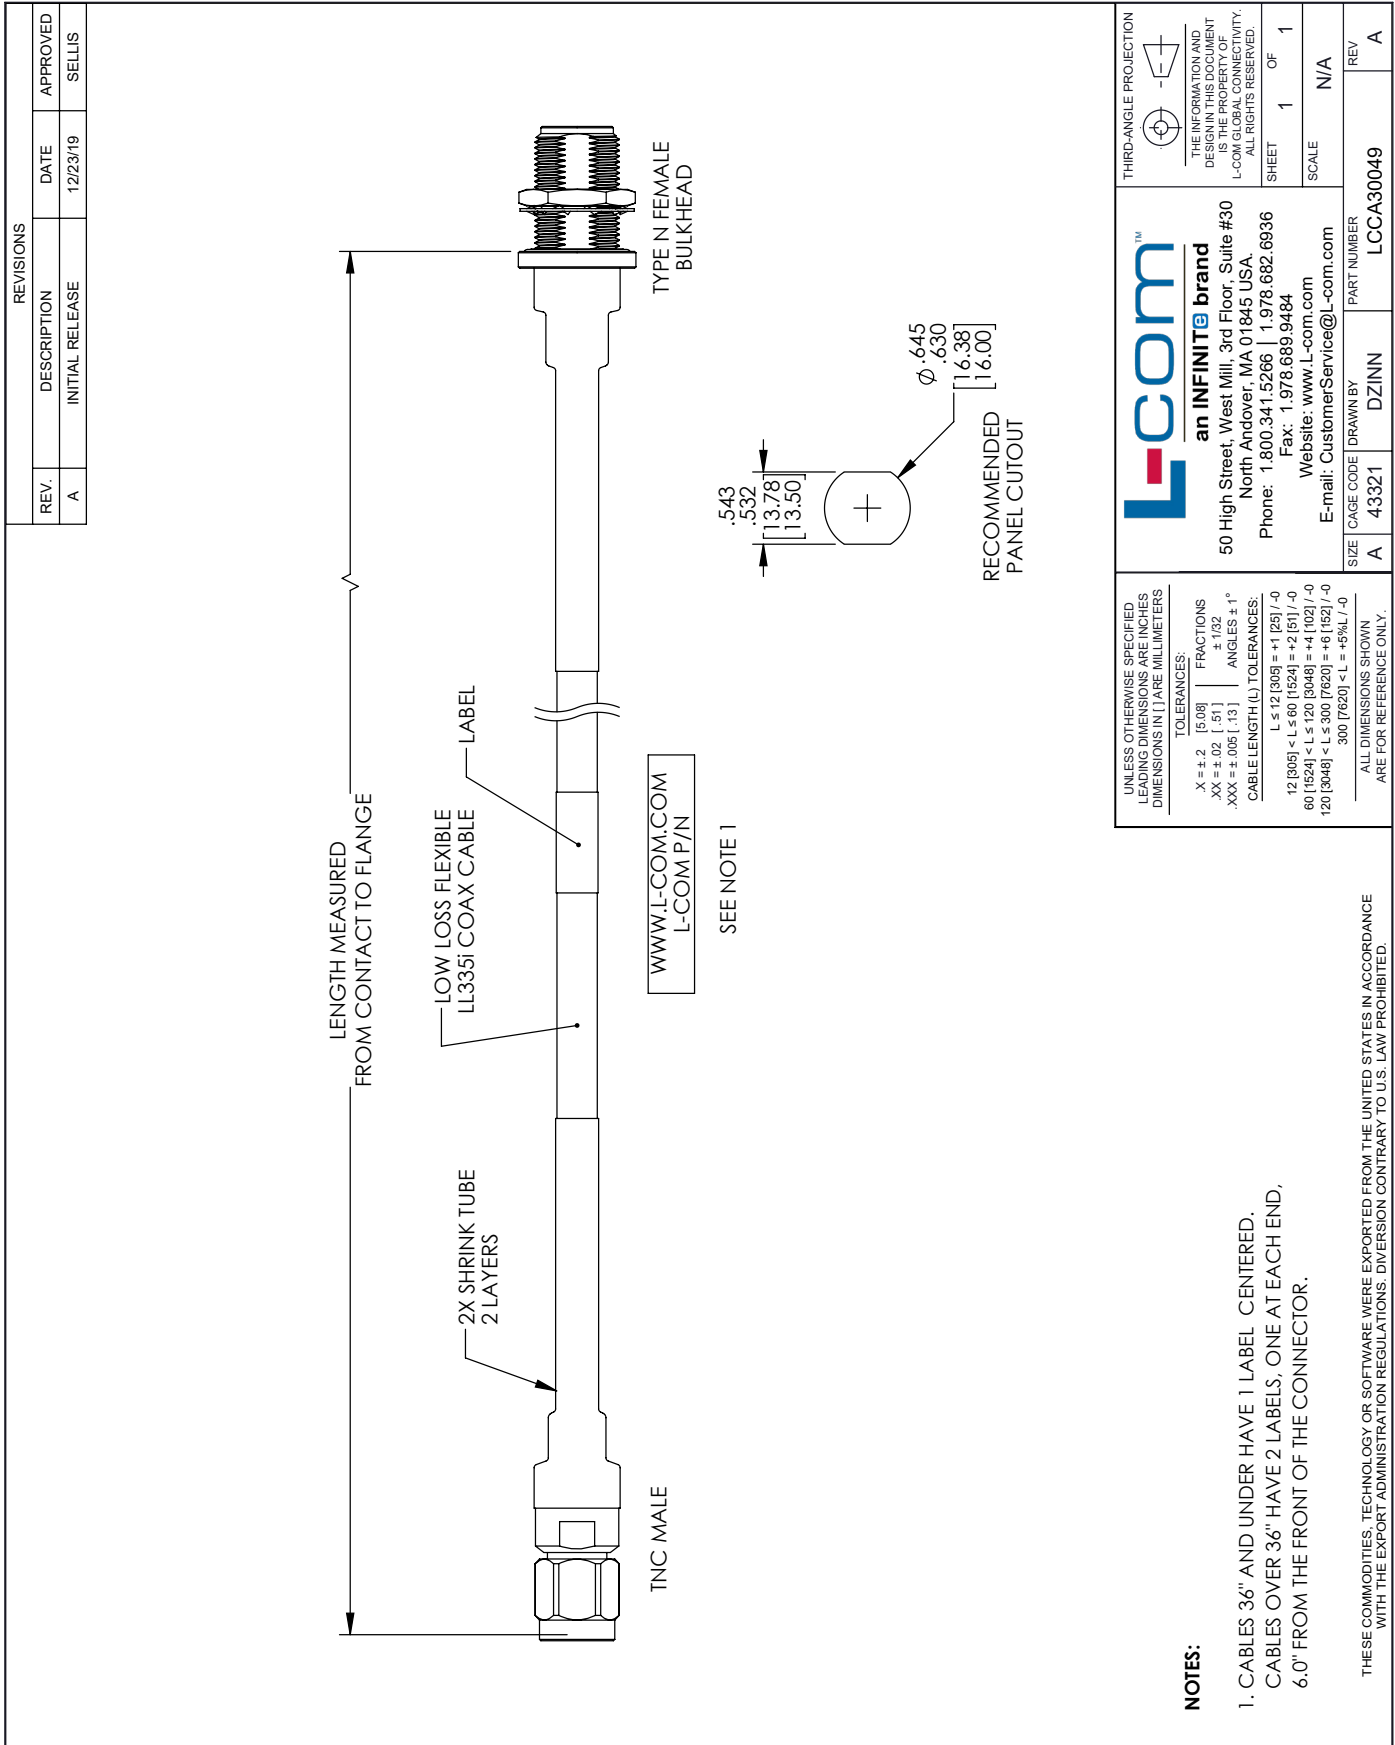 REVISIONS
REV. DESCRIPTION DATE APPROVED
A INITIAL RELEASE 12/23/19 SELLIS
LENGTH MEASURED
FROM CONTACT TO FLANGE
2X SHRINK TUBE
2 LAYERS
LOW LOSS FLEXIBLE
LL335i COAX CABLE
LABEL
TNC MALE
TYPE N FEMALE
BULKHEAD
WWW.L-COM.COM
L-COM P/N
SEE NOTE 1
.543
.532
[13.78]
[13.50]
Ø .645
.630
[16.38]
[16.00]
RECOMMENDED
PANEL CUTOUT
NOTES:
1. CABLES 36" AND UNDER HAVE 1 LABEL CENTERED.
CABLES OVER 36" HAVE 2 LABELS, ONE AT EACH END,
6.0" FROM THE FRONT OF THE CONNECTOR.
THESE COMMODITIES, TECHNOLOGY OR SOFTWARE WERE EXPORTED FROM THE UNITED STATES IN ACCORDANCE
WITH THE EXPORT ADMINISTRATION REGULATIONS. DIVERSION CONTRARY TO U.S. LAW PROHIBITED.
UNLESS OTHERWISE SPECIFIED
LEADING DIMENSIONS ARE INCHES
DIMENSIONS IN [ ] ARE MILLIMETERS
TOLERANCES:
.X = ±.2 [5.08] FRACTIONS
.XX = ±.02 [.51] ± 1/32
.XXX = ±.005 [.13] ANGLES ± 1°
CABLE LENGTH (L) TOLERANCES:
L ≤ 12 [305] = +1 [25] / -0
12 [305] < L ≤ 60 [1524] = +2 [51] / -0
60 [1524] < L ≤ 120 [3048] = +4 [102] / -0
120 [3048] < L ≤ 300 [7620] = +6 [152] / -0
300 [7620] < L = +5%L / -0
ALL DIMENSIONS SHOWN
ARE FOR REFERENCE ONLY.
L-com™
an INFINITe brand
50 High Street, West Mill, 3rd Floor, Suite #30
North Andover, MA 01845 USA.
Phone: 1.800.341.5266 | 1.978.682.6936
Fax: 1.978.689.9484
Website: www.L-com.com
E-mail: CustomerService@L-com.com
THIRD-ANGLE PROJECTION
THE INFORMATION AND
DESIGN IN THIS DOCUMENT
IS THE PROPERTY OF
L-COM GLOBAL CONNECTIVITY.
ALL RIGHTS RESERVED.
SHEET 1 OF 1
SCALE N/A
SIZE A
CAGE CODE 43321
DRAWN BY DZINN
PART NUMBER LCCA30049
REV A